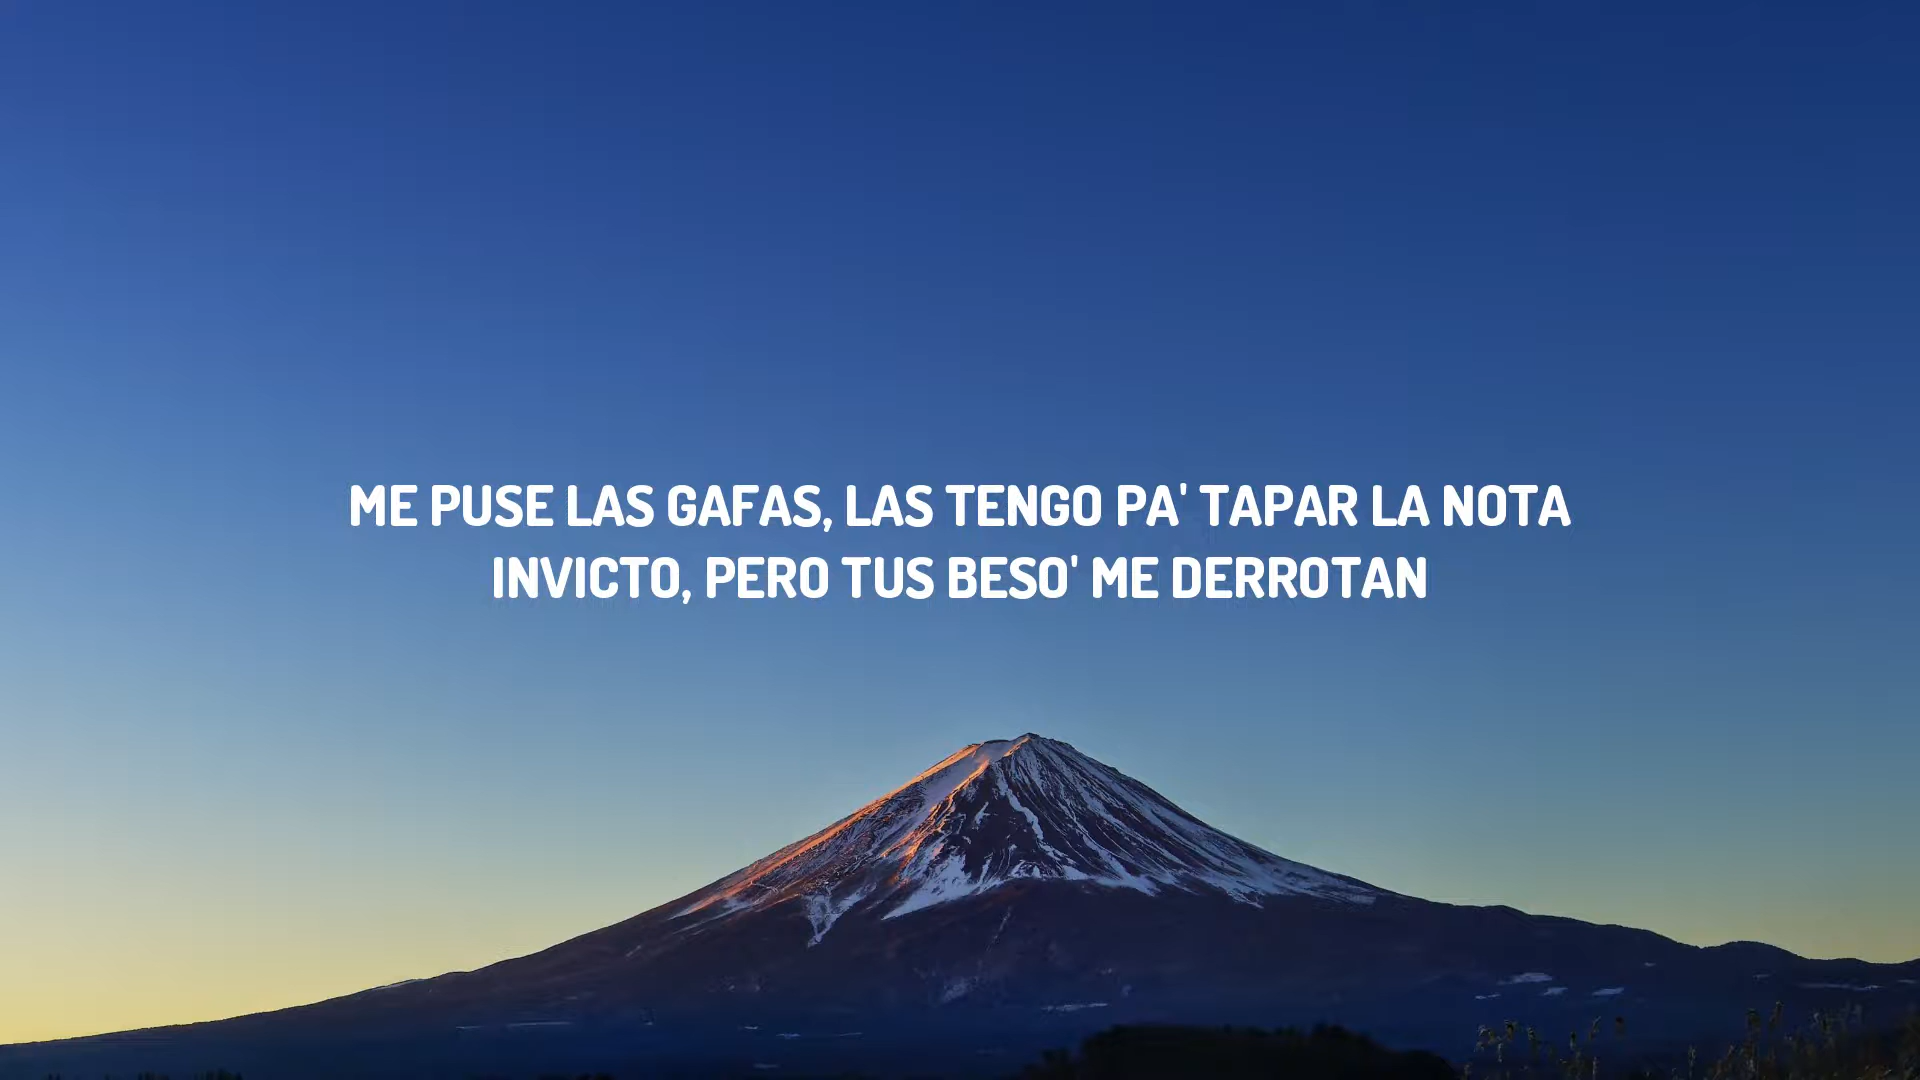 ME PUSE LAS GAFAS, LAS TENGO PA' TAPAR LA NOTA
INVICTO, PERO TUS BESO' ME DERROTAN